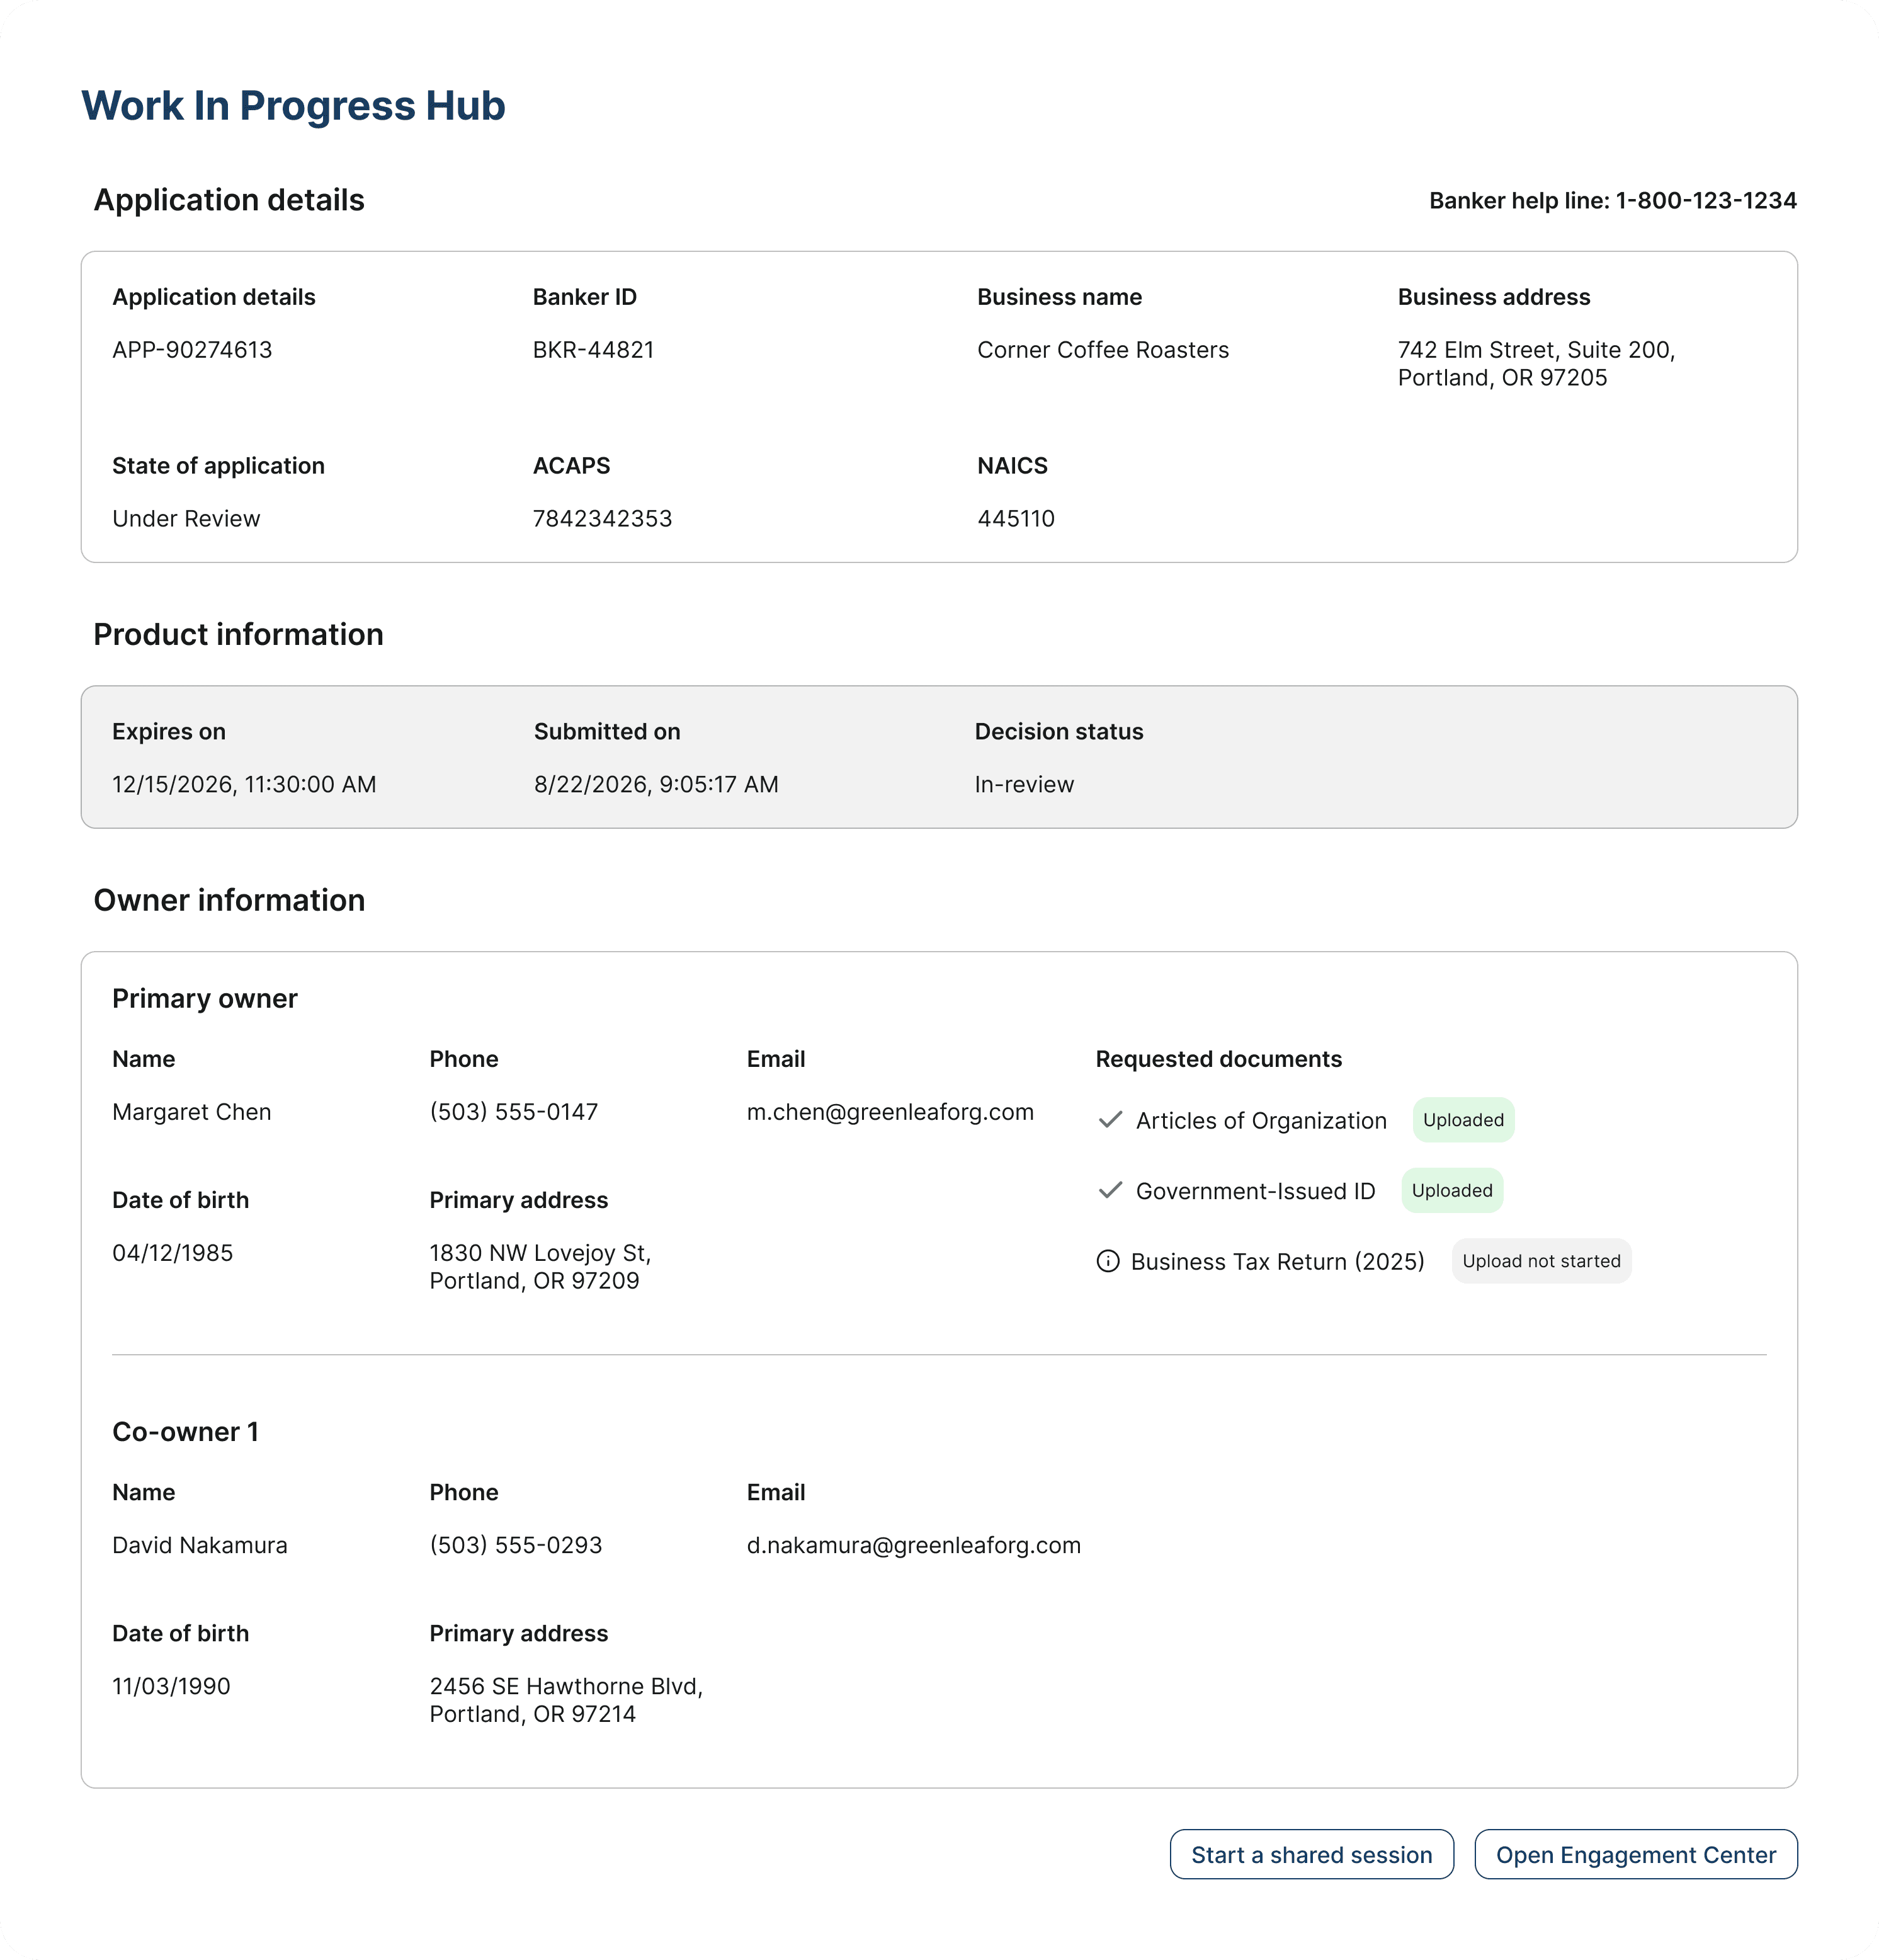 Work In Progress Hub
Application details
Banker help line: 1-800-123-1234
Application details
Banker ID
Business name
Business address
APP-90274613
BKR-44821
Corner Coffee Roasters
742 Elm Street, Suite 200,
Portland, OR 97205
State of application
ACAPS
NAICS
Under Review
7842342353
445110
Product information
Expires on
Submitted on
Decision status
12/15/2026, 11:30:00 AM
8/22/2026, 9:05:17 AM
In-review
Owner information
Primary owner
Name
Phone
Email
Requested documents
Margaret Chen
(503) 555-0147
m.chen@greenleaforg.com
Articles of Organization
Uploaded
Government-Issued ID
Uploaded
Date of birth
Primary address
04/12/1985
1830 NW Lovejoy St,
Portland, OR 97209
Business Tax Return (2025)
Upload not started
Co-owner 1
Name
Phone
Email
David Nakamura
(503) 555-0293
d.nakamura@greenleaforg.com
Date of birth
Primary address
11/03/1990
2456 SE Hawthorne Blvd,
Portland, OR 97214
Start a shared session
Open Engagement Center